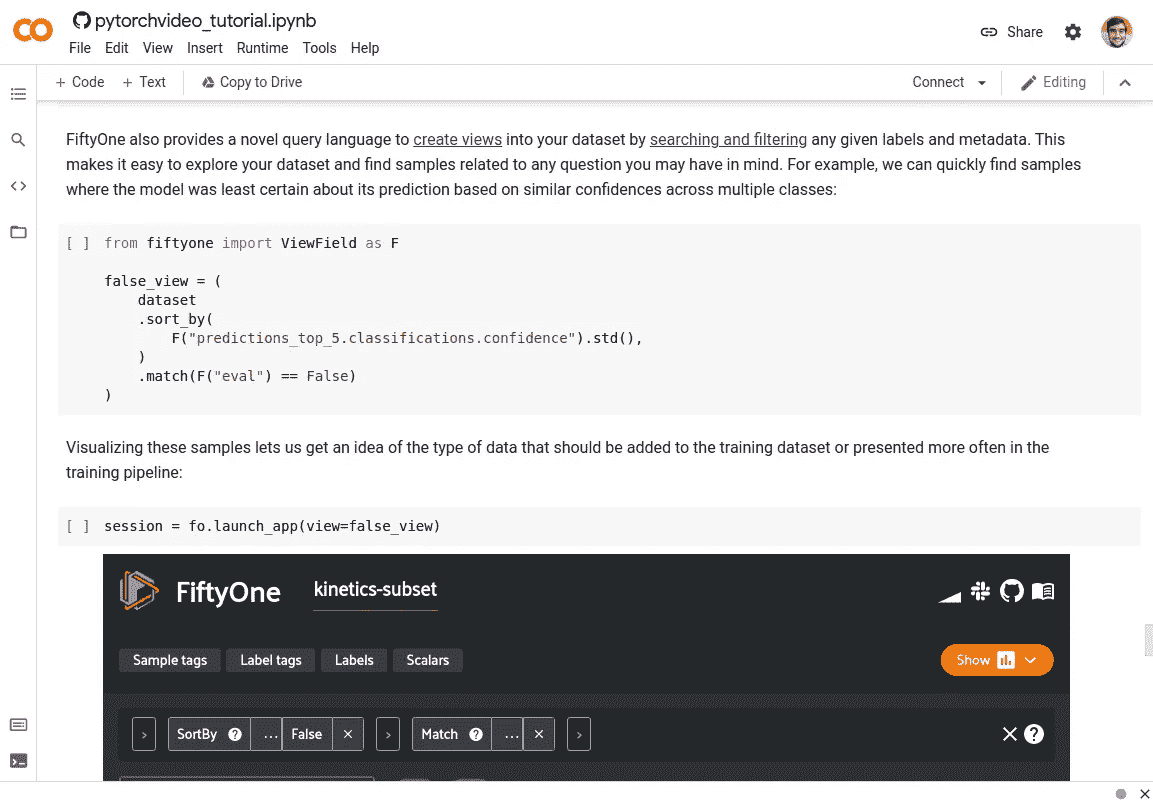 pytorchvideo_tutorial.ipynb
File Edit View Insert Runtime Tools Help
Share
+ Code + Text Copy to Drive
Connect Editing
FiftyOne also provides a novel query language to create views into your dataset by searching and filtering any given labels and metadata. This
makes it easy to explore your dataset and find samples related to any question you may have in mind. For example, we can quickly find samples
where the model was least certain about its prediction based on similar confidences across multiple classes:
[ ] from fiftyone import ViewField as F
false_view = (
dataset
.sort_by(
F("predictions_top_5.classifications.confidence").std(),
)
.match(F("eval") == False)
)
Visualizing these samples lets us get an idea of the type of data that should be added to the training dataset or presented more often in the
training pipeline:
[ ] session = fo.launch_app(view=false_view)
FiftyOne kinetics-subset
Sample tags Label tags Labels Scalars
Show
> SortBy ? ... False × > Match ? ... × >
× ?